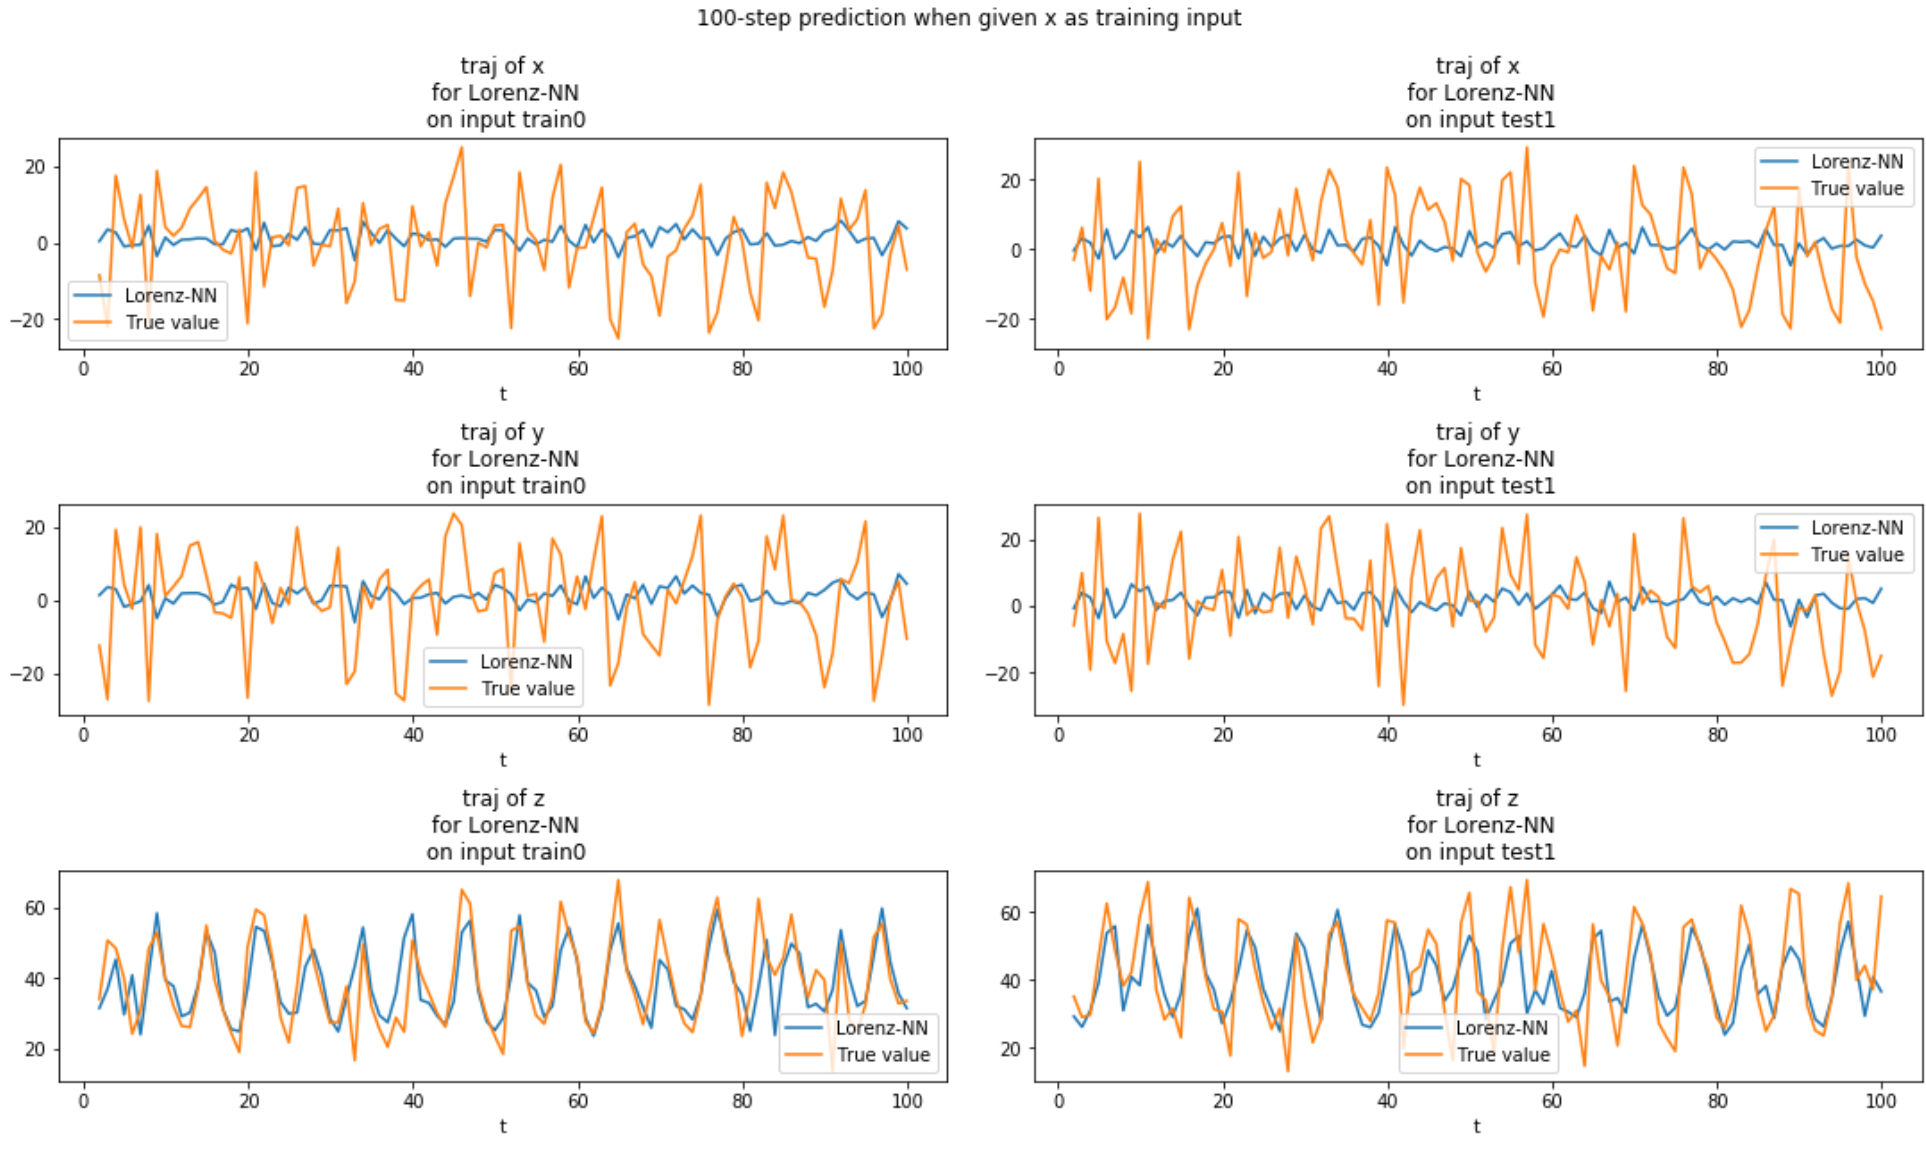 100-step prediction when given x as training input
traj of x
for Lorenz-NN
on input train0
20
0
−20
Lorenz-NN
True value
0 20 40 60 80 100
t
traj of x
for Lorenz-NN
on input test1
20
0
−20
Lorenz-NN
True value
0 20 40 60 80 100
t
traj of y
for Lorenz-NN
on input train0
20
0
−20
Lorenz-NN
True value
0 20 40 60 80 100
t
traj of y
for Lorenz-NN
on input test1
20
0
−20
Lorenz-NN
True value
0 20 40 60 80 100
t
traj of z
for Lorenz-NN
on input train0
60
40
20
Lorenz-NN
True value
0 20 40 60 80 100
t
traj of z
for Lorenz-NN
on input test1
60
40
20
Lorenz-NN
True value
0 20 40 60 80 100
t